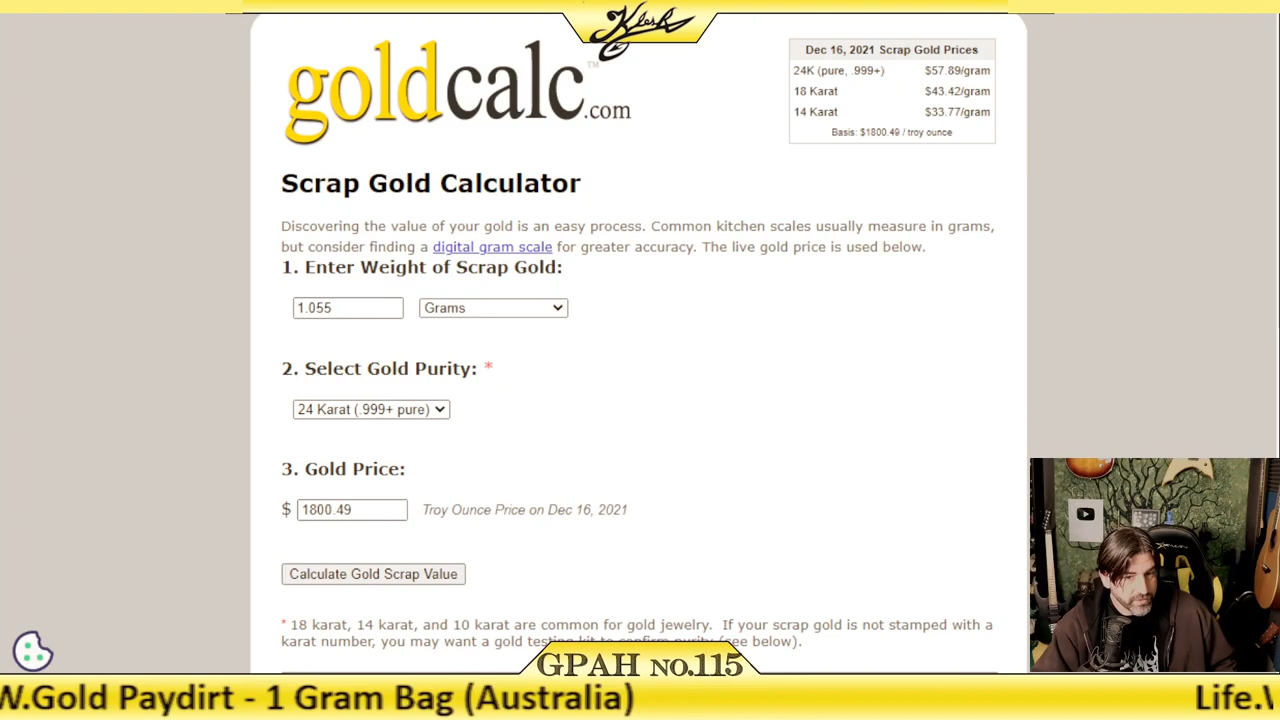 Klesh
goldcalc.com™
Dec 16, 2021 Scrap Gold Prices
24K (pure, .999+) $57.89/gram
18 Karat $43.42/gram
14 Karat $33.77/gram
Basis: $1800.49 / troy ounce
Scrap Gold Calculator
Discovering the value of your gold is an easy process. Common kitchen scales usually measure in grams,
but consider finding a digital gram scale for greater accuracy. The live gold price is used below.
1. Enter Weight of Scrap Gold:
1.055 Grams
2. Select Gold Purity: *
24 Karat (.999+ pure)
3. Gold Price:
$ 1800.49 Troy Ounce Price on Dec 16, 2021
Calculate Gold Scrap Value
* 18 karat, 14 karat, and 10 karat are common for gold jewelry. If your scrap gold is not stamped with a
karat number, you may want a gold testing kit to confirm purity (see below).
GPAH no.115
W.Gold Paydirt - 1 Gram Bag (Australia) Life.W